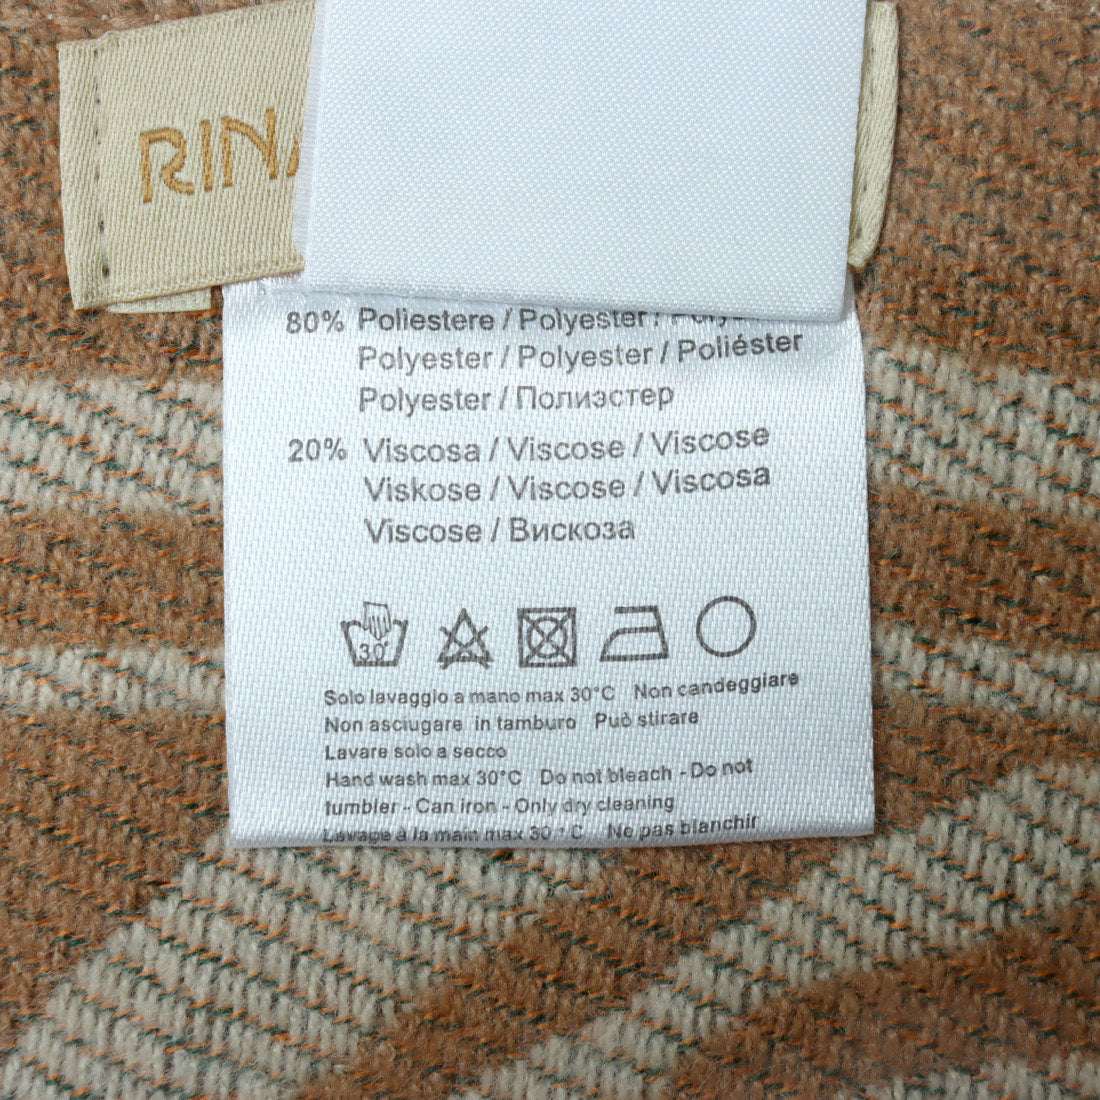 RINA
80% Poliestere / Polyester /
Polyester / Polyester / Poliéster
Polyester / Полиэстер
20% Viscosa / Viscose / Viscose
Viskose / Viscose / Viscosa
Viscose / Вискоза
30°
Solo lavaggio a mano max 30°C Non candeggiare
Non asciugare in tamburo Può stirare
Lavare solo a secco
Hand wash max 30°C Do not bleach - Do not
tumbler - Can iron - Only dry cleaning
Lavage à la main max 30°C Ne pas blanchir